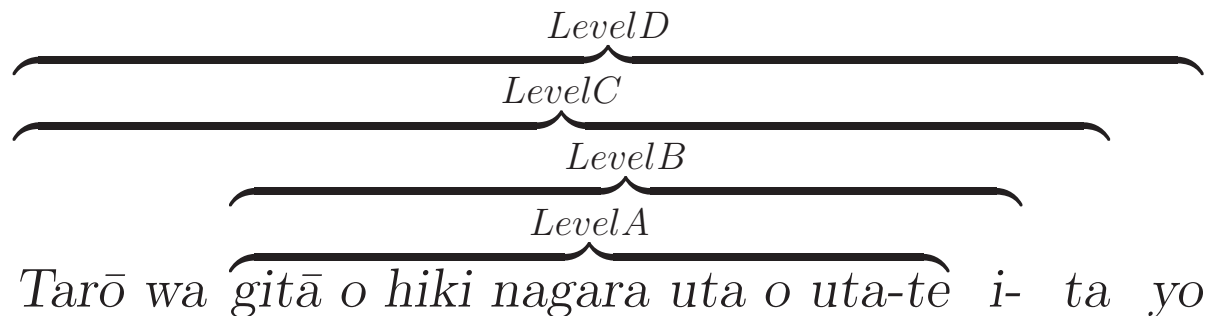 LevelD
LevelC
LevelB
LevelA
Tarō wa gitā o hiki nagara uta o uta-te i- ta yo